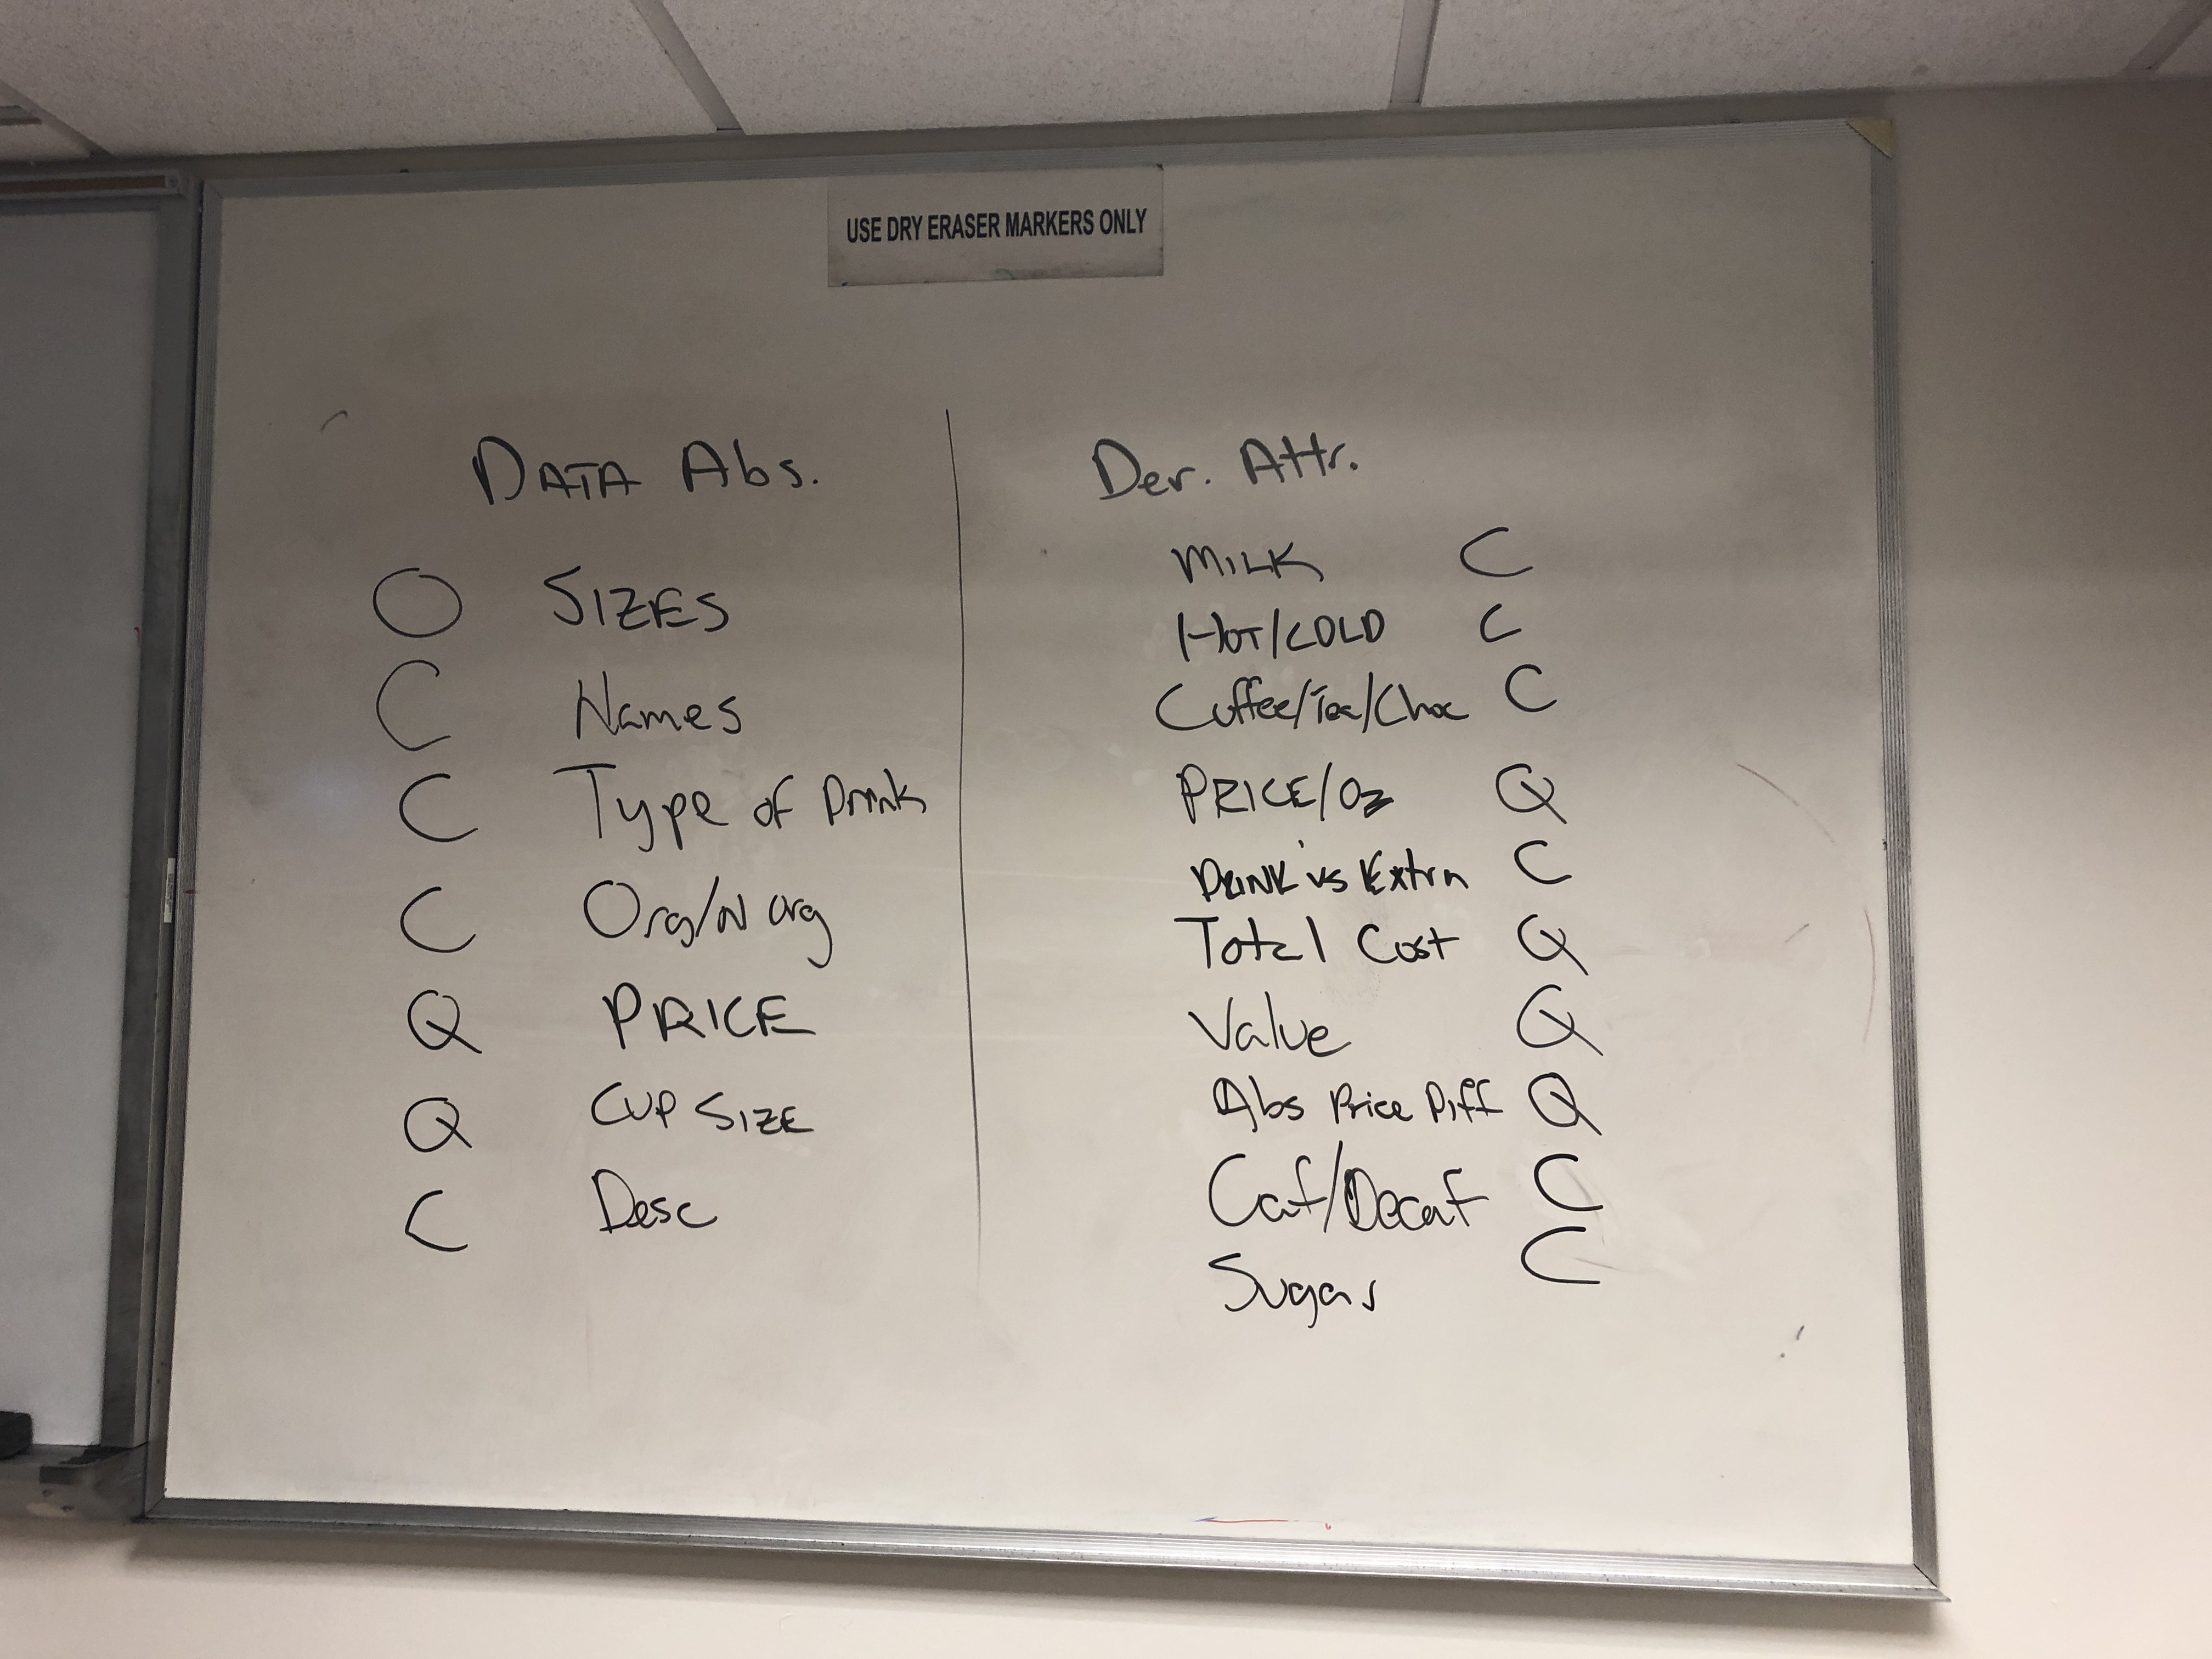 USE DRY ERASER MARKERS ONLY
DATA Abs.
O SIZES
C Names
C Type of Drink
C Org/N org
Q PRICE
Q CUP SIZE
C Desc
Der. Attr.
MILK C
HOT/COLD C
Coffee/Tea/Choc C
PRICE/Oz Q
DRINK vs Extra C
Total Cost Q
Value Q
Abs Price Diff Q
Caf/Decaf C
Sugar C